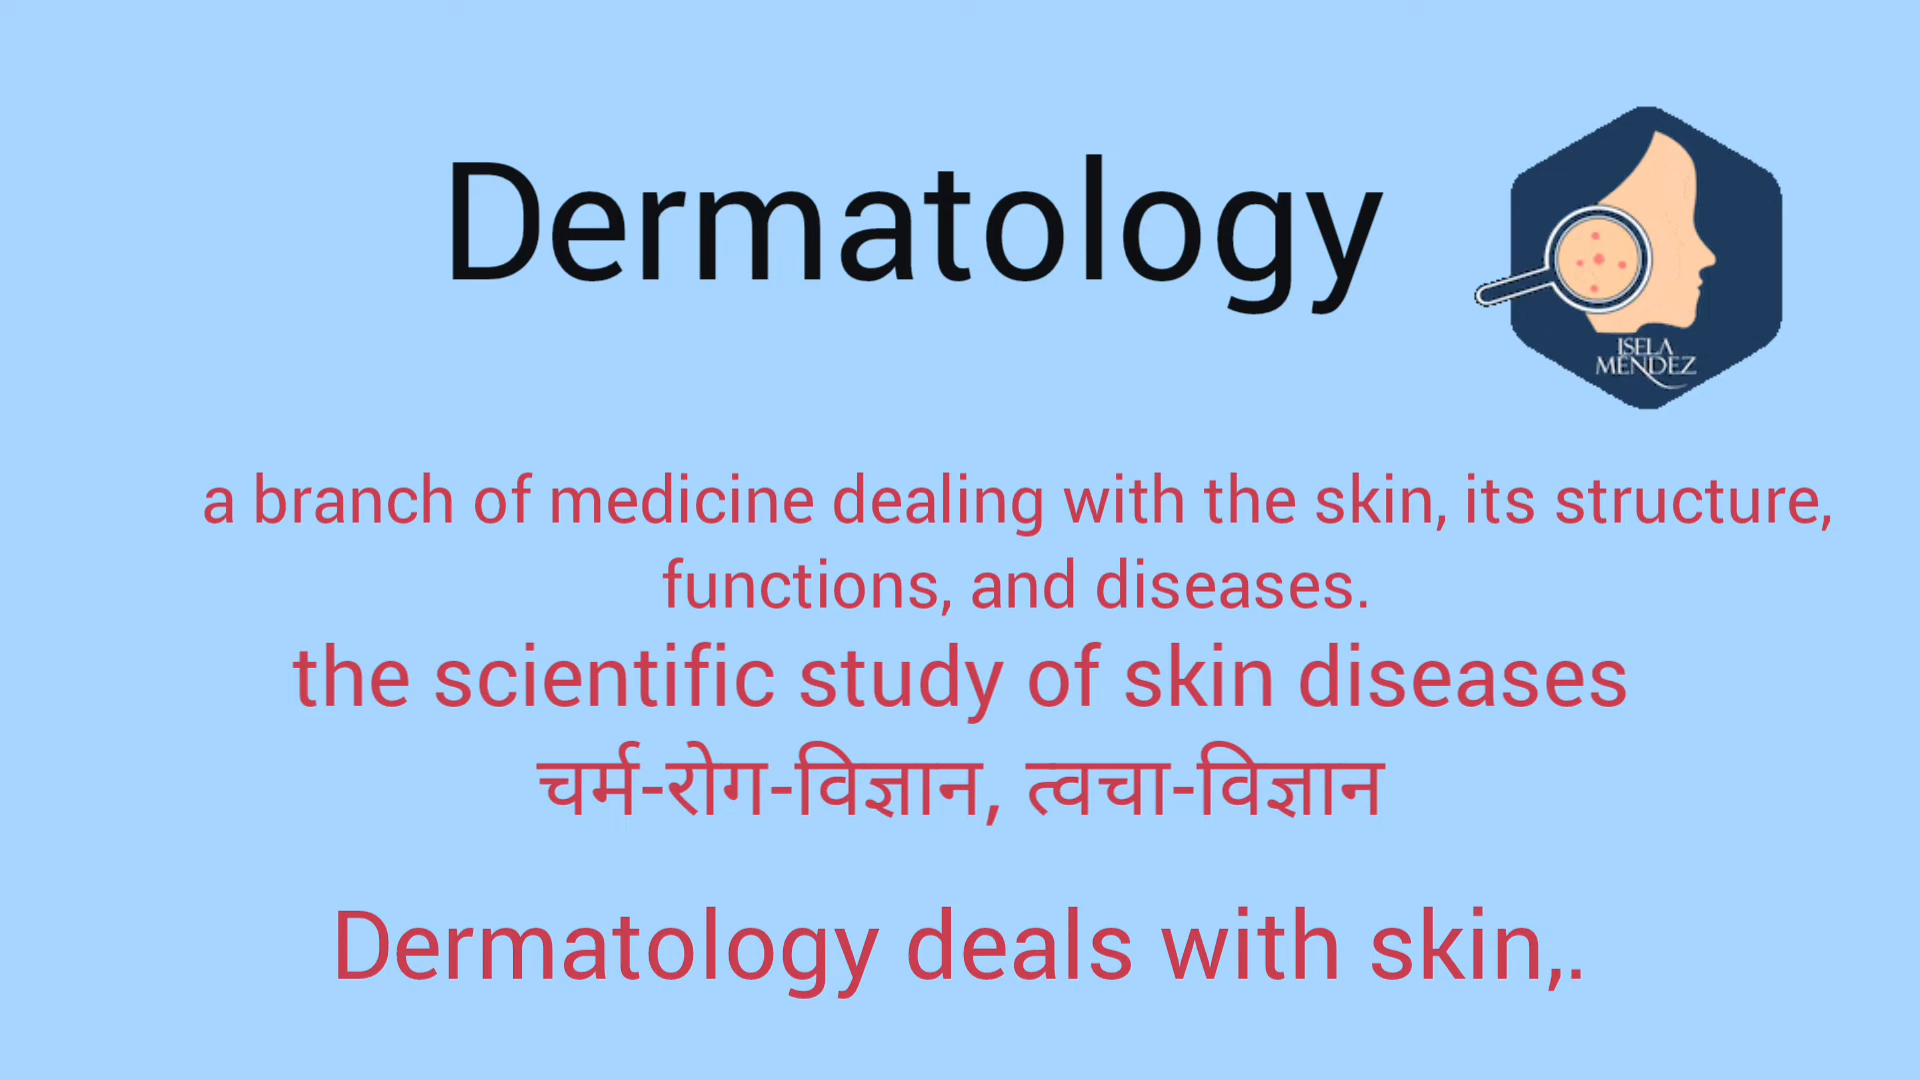 Dermatology
ISELA
MENDEZ
a branch of medicine dealing with the skin, its structure,
functions, and diseases.
the scientific study of skin diseases
चर्म-रोग-विज्ञान, त्वचा-विज्ञान
Dermatology deals with skin,.